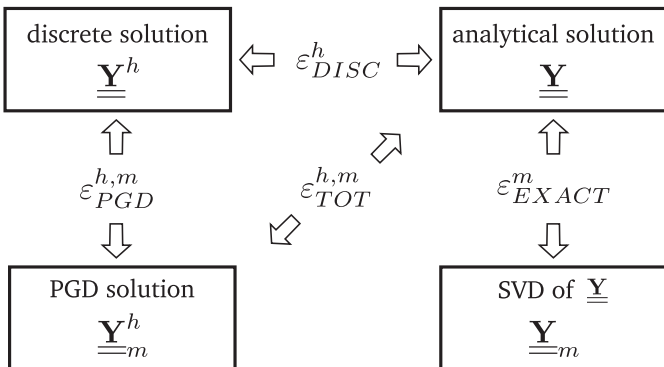 discrete solution
Y^h
ε^h_DISC
analytical solution
Y
ε^{h,m}_PGD
ε^{h,m}_TOT
ε^m_EXACT
PGD solution
Y^h_m
SVD of Y
Y_m